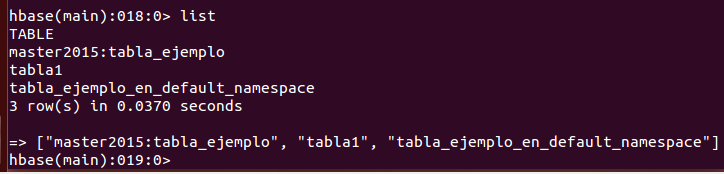 hbase(main):018:0> list
TABLE
master2015:tabla_ejemplo
tabla1
tabla_ejemplo_en_default_namespace
3 row(s) in 0.0370 seconds

=> ["master2015:tabla_ejemplo", "tabla1", "tabla_ejemplo_en_default_namespace"]
hbase(main):019:0>